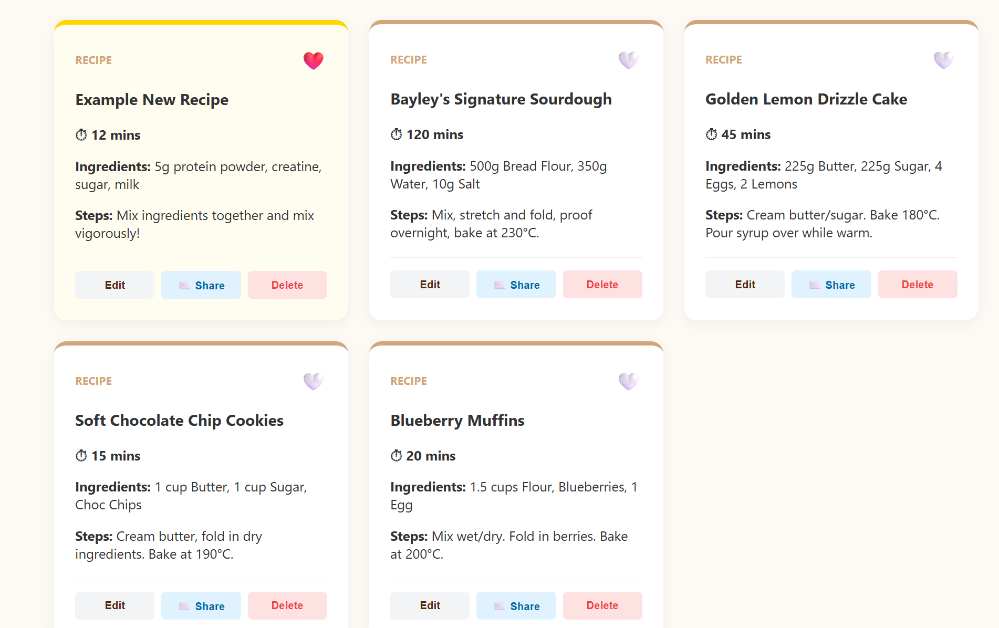 RECIPE
Example New Recipe
⏱ 12 mins
Ingredients: 5g protein powder, creatine,
sugar, milk
Steps: Mix ingredients together and mix
vigorously!
Edit
Share
Delete
RECIPE
Bayley's Signature Sourdough
⏱ 120 mins
Ingredients: 500g Bread Flour, 350g
Water, 10g Salt
Steps: Mix, stretch and fold, proof
overnight, bake at 230°C.
Edit
Share
Delete
RECIPE
Golden Lemon Drizzle Cake
⏱ 45 mins
Ingredients: 225g Butter, 225g Sugar, 4
Eggs, 2 Lemons
Steps: Cream butter/sugar. Bake 180°C.
Pour syrup over while warm.
Edit
Share
Delete
RECIPE
Soft Chocolate Chip Cookies
⏱ 15 mins
Ingredients: 1 cup Butter, 1 cup Sugar,
Choc Chips
Steps: Cream butter, fold in dry
ingredients. Bake at 190°C.
Edit
Share
Delete
RECIPE
Blueberry Muffins
⏱ 20 mins
Ingredients: 1.5 cups Flour, Blueberries, 1
Egg
Steps: Mix wet/dry. Fold in berries. Bake
at 200°C.
Edit
Share
Delete